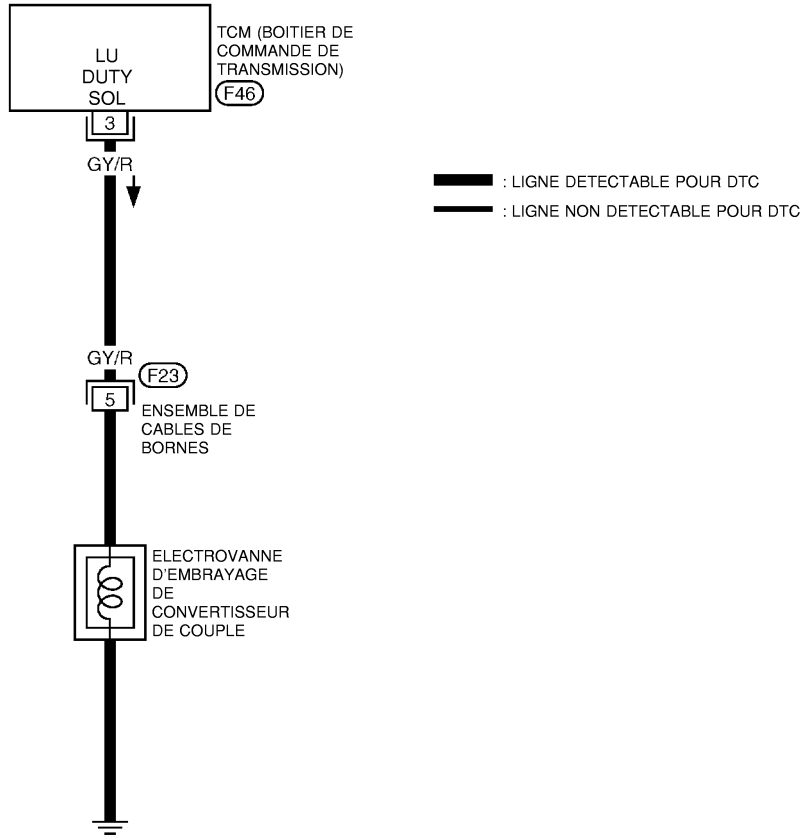 LU
DUTY
SOL
TCM (BOITIER DE
COMMANDE DE
TRANSMISSION)
F46
3
GY/R
: LIGNE DETECTABLE POUR DTC
: LIGNE NON DETECTABLE POUR DTC
GY/R
F23
5
ENSEMBLE DE
CABLES DE
BORNES
ELECTROVANNE
D'EMBRAYAGE
DE
CONVERTISSEUR
DE COUPLE